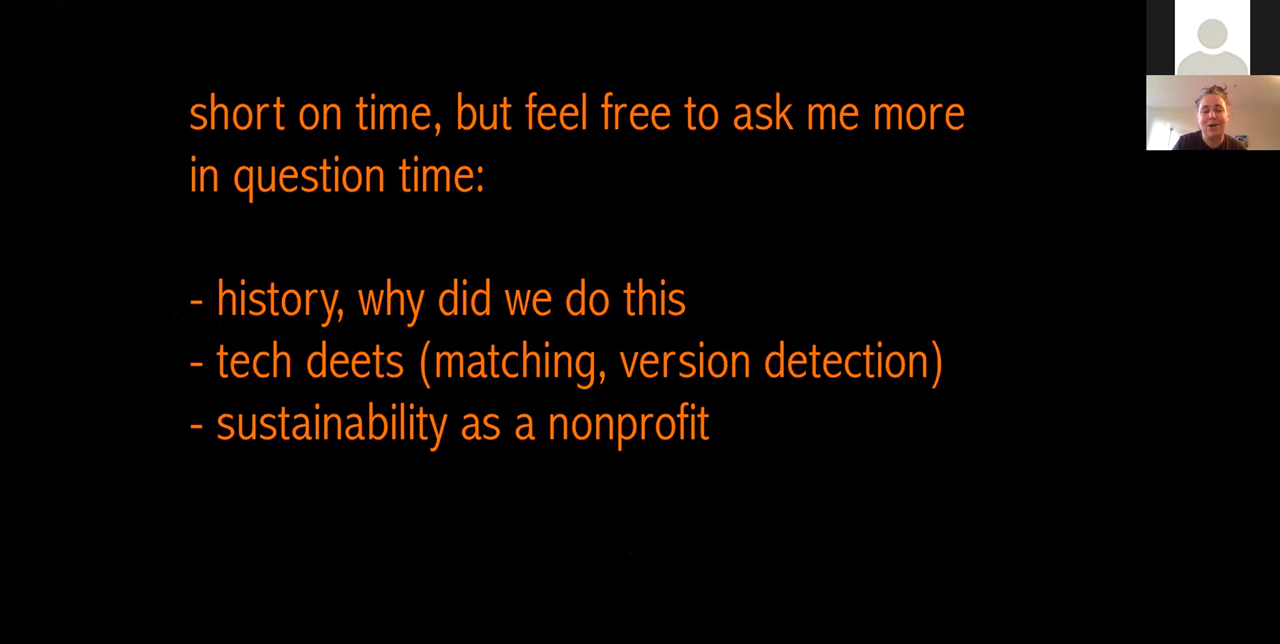 short on time, but feel free to ask me more
in question time:
- history, why did we do this
- tech deets (matching, version detection)
- sustainability as a nonprofit